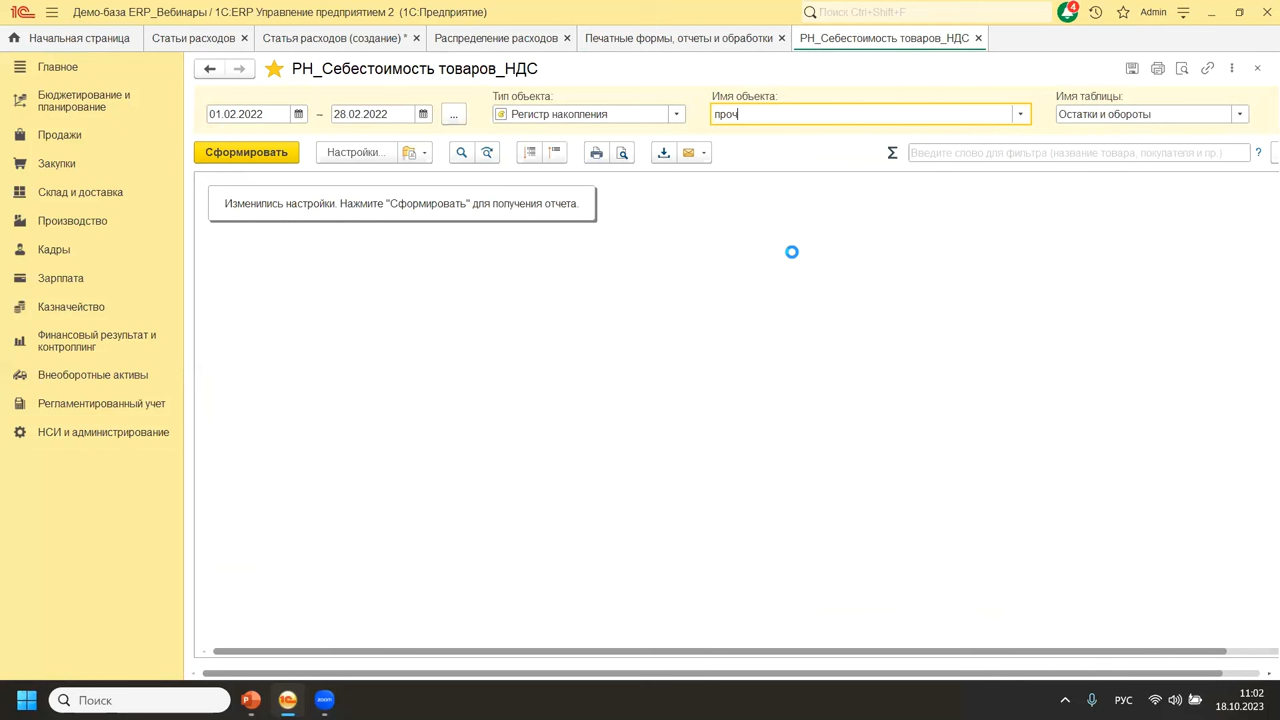 Демо-база ERP_Вебинары / 1С:ERP Управление предприятием 2 (1С:Предприятие)
Поиск Ctrl+Shift+F
4
Admin
Начальная страница
Статьи расходов ×
Статья расходов (создание) * ×
Распределение расходов ×
Печатные формы, отчеты и обработки ×
РН_Себестоимость товаров_НДС ×
Главное
Бюджетирование и
планирование
Продажи
Закупки
Склад и доставка
Производство
Кадры
Зарплата
Казначейство
Финансовый результат и
контроллинг
Внеоборотные активы
Регламентированный учет
НСИ и администрирование
РН_Себестоимость товаров_НДС
Тип объекта:
Имя объекта:
Имя таблицы:
01.02.2022 – 28.02.2022 ...
Регистр накопления
проч
Остатки и обороты
Сформировать
Настройки...
Σ
Введите слово для фильтра (название товара, покупателя и пр.)
?
Изменились настройки. Нажмите "Сформировать" для получения отчета.
Поиск
zoom
РУС
11:02
18.10.2023